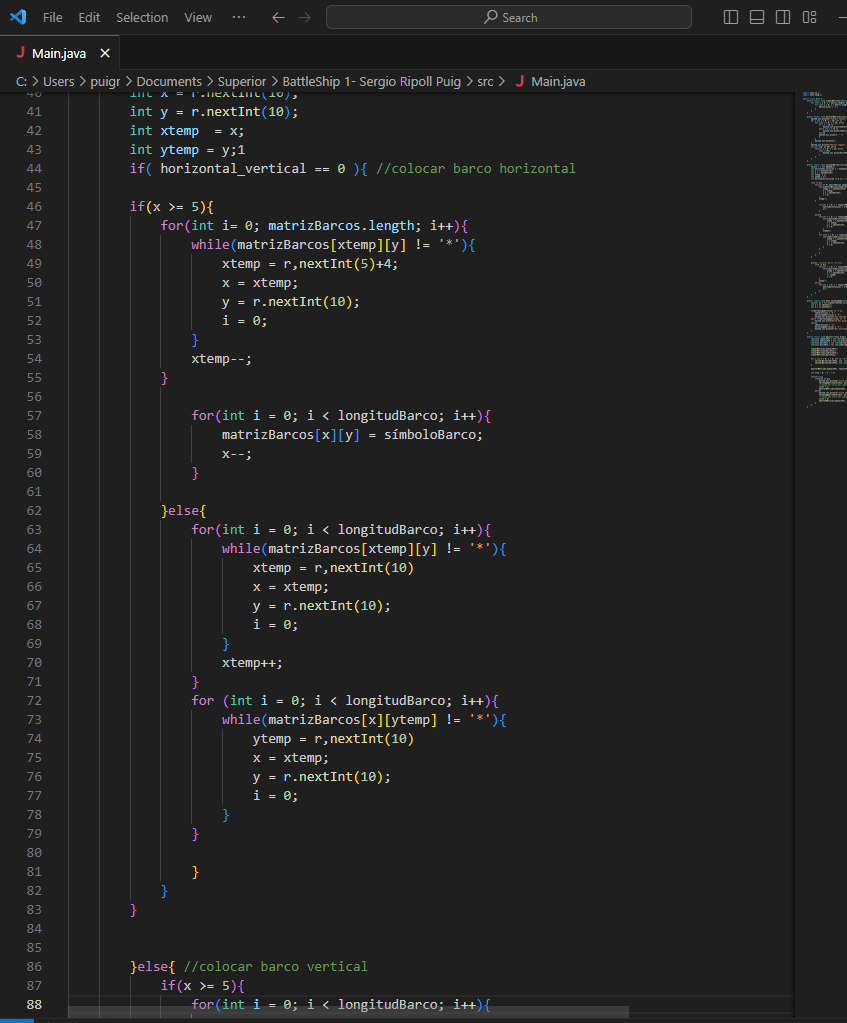 File Edit Selection View ··· Search
Main.java
C: > Users > puigr > Documents > Superior > BattleShip 1- Sergio Ripoll Puig > src > Main.java
40 int x = r.nextInt(10);
41 int y = r.nextInt(10);
42 int xtemp  = x;
43 int ytemp = y;1
44 if( horizontal_vertical == 0 ){ //colocar barco horizontal
45
46 if(x >= 5){
47 for(int i= 0; matrizBarcos.length; i++){
48 while(matrizBarcos[xtemp][y] != '*'){
49 xtemp = r,nextInt(5)+4;
50 x = xtemp;
51 y = r.nextInt(10);
52 i = 0;
53 }
54 xtemp--;
55 }
56
57 for(int i = 0; i < longitudBarco; i++){
58 matrizBarcos[x][y] = símboloBarco;
59 x--;
60 }
61
62 }else{
63 for(int i = 0; i < longitudBarco; i++){
64 while(matrizBarcos[xtemp][y] != '*'){
65 xtemp = r,nextInt(10)
66 x = xtemp;
67 y = r.nextInt(10);
68 i = 0;
69 }
70 xtemp++;
71 }
72 for (int i = 0; i < longitudBarco; i++){
73 while(matrizBarcos[x][ytemp] != '*'){
74 ytemp = r,nextInt(10)
75 x = xtemp;
76 y = r.nextInt(10);
77 i = 0;
78 }
79 }
80
81 }
82 }
83 }
84
85
86 }else{ //colocar barco vertical
87 if(x >= 5){
88 for(int i = 0; i < longitudBarco; i++){